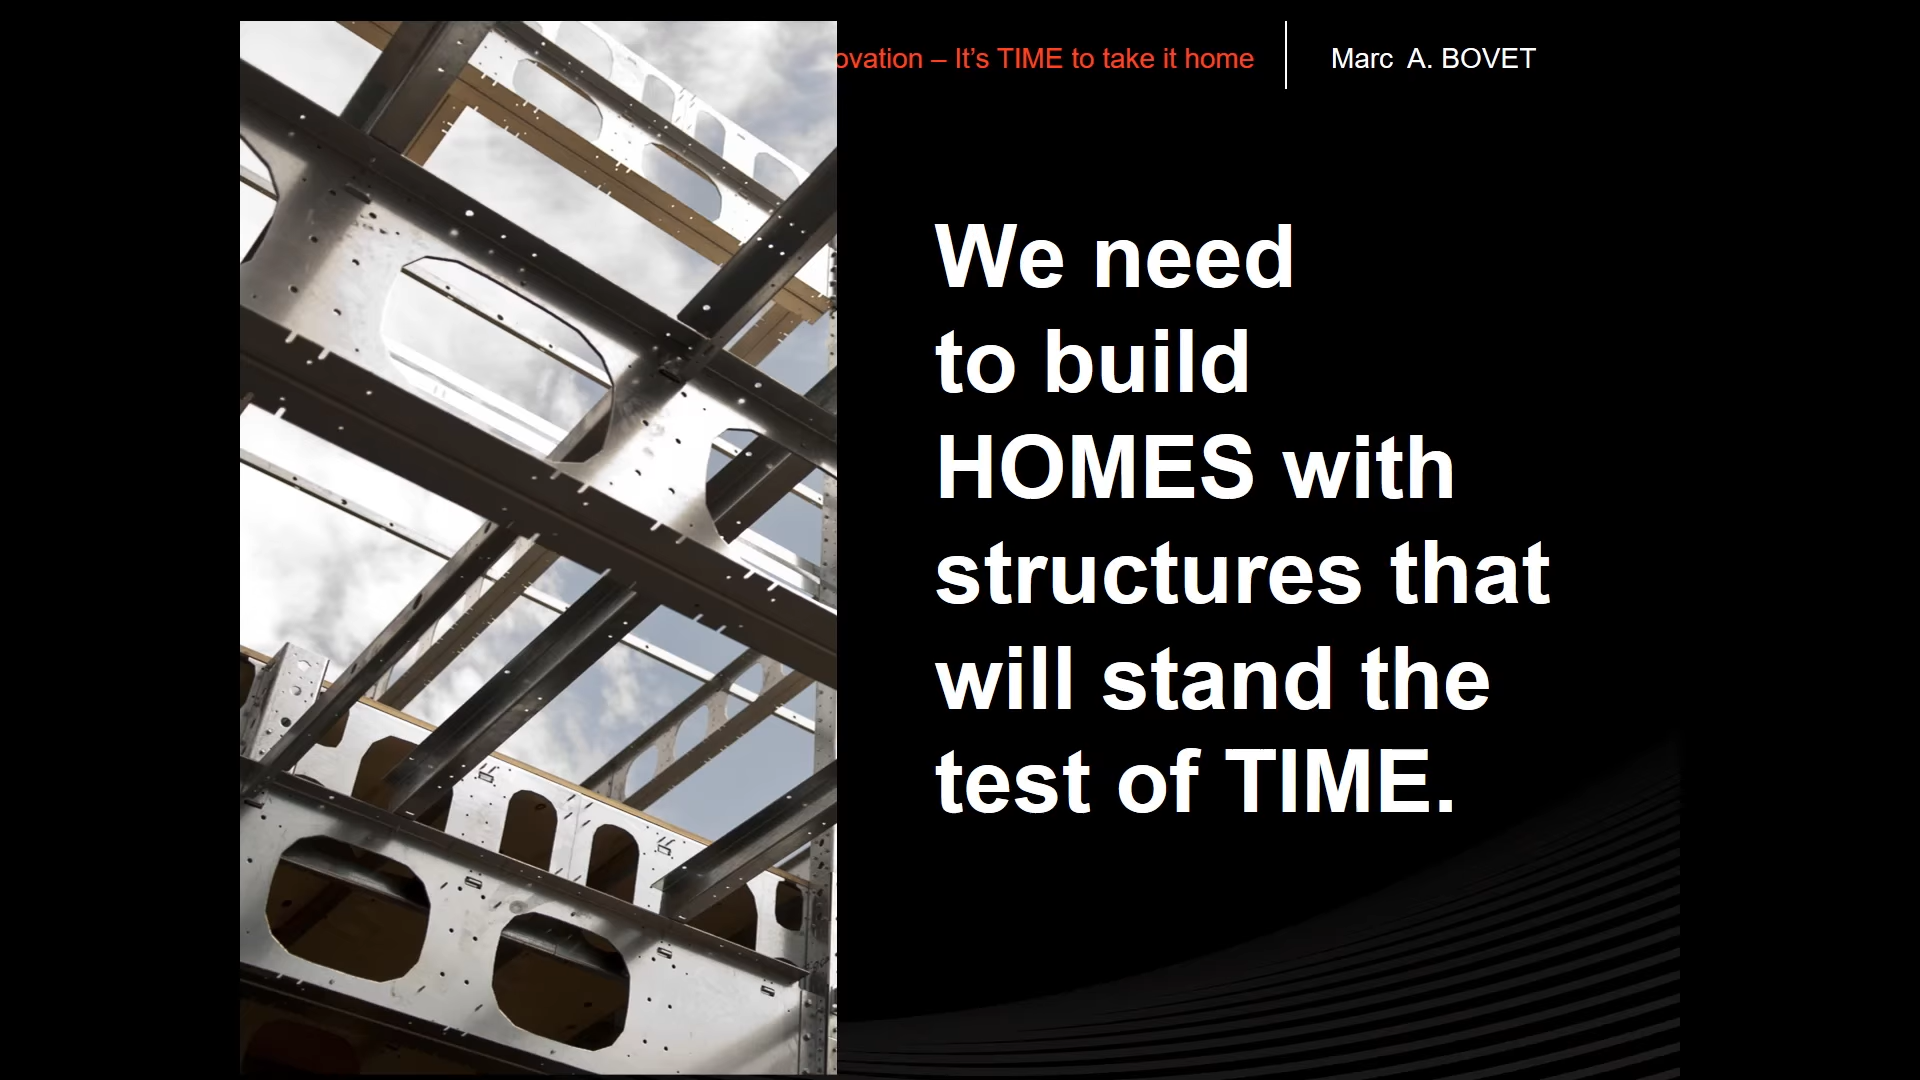 ovation – It’s TIME to take it home
Marc A. BOVET
We need
to build
HOMES with
structures that
will stand the
test of TIME.